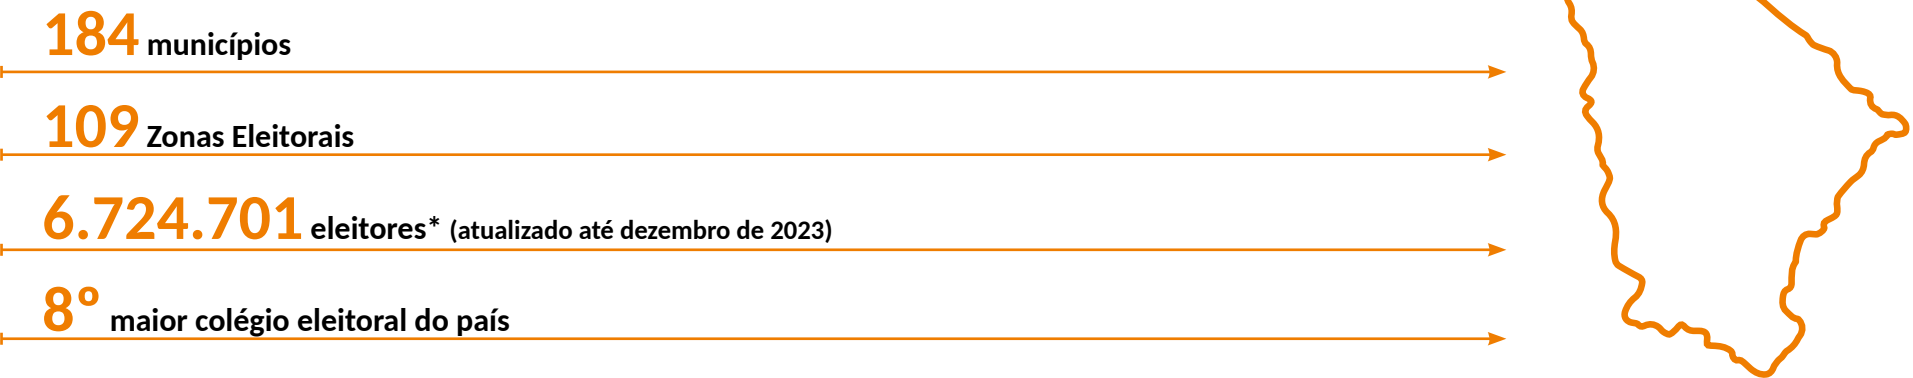 184 municípios
109 Zonas Eleitorais
6.724.701 eleitores* (atualizado até dezembro de 2023)
8º maior colégio eleitoral do país